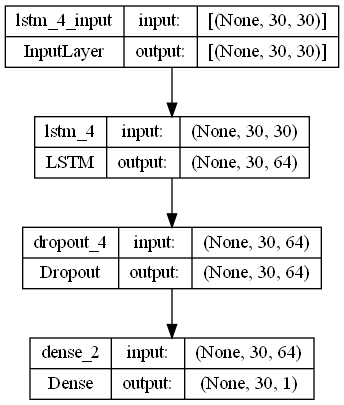 lstm_4_input input: [(None, 30, 30)]
InputLayer output: [(None, 30, 30)]
lstm_4 input: (None, 30, 30)
LSTM output: (None, 30, 64)
dropout_4 input: (None, 30, 64)
Dropout output: (None, 30, 64)
dense_2 input: (None, 30, 64)
Dense output: (None, 30, 1)